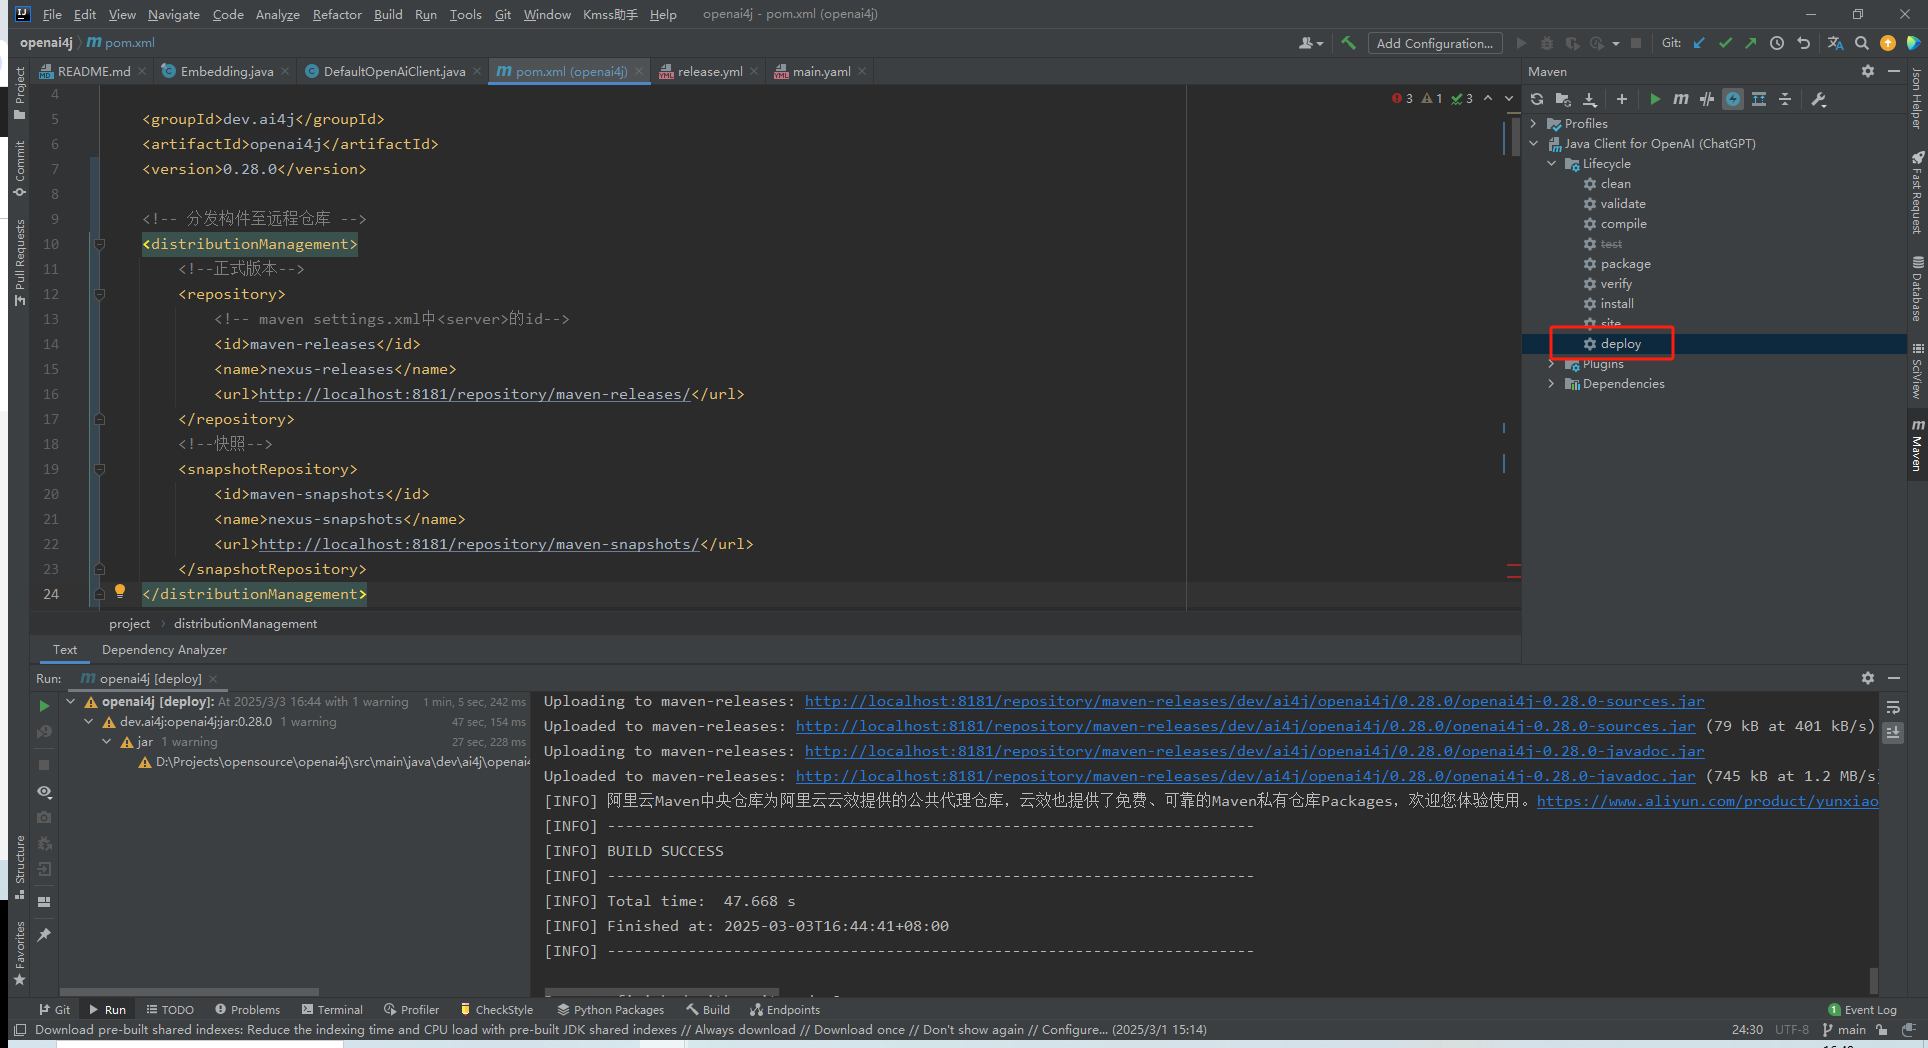 File Edit View Navigate Code Analyze Refactor Build Run Tools Git Window Kmss助手 Help openai4j - pom.xml (openai4j)
openai4j pom.xml
Add Configuration...
Git:
README.md
Embedding.java
DefaultOpenAiClient.java
pom.xml (openai4j)
release.yml
main.yaml
Project
Commit
Pull Requests
Structure
Favorites
3 1 3
4
5 <groupId>dev.ai4j</groupId>
6 <artifactId>openai4j</artifactId>
7 <version>0.28.0</version>
8
9 <!-- 分发构件至远程仓库 -->
10 <distributionManagement>
11 <!--正式版本-->
12 <repository>
13 <!-- maven settings.xml中<server>的id-->
14 <id>maven-releases</id>
15 <name>nexus-releases</name>
16 <url>http://localhost:8181/repository/maven-releases/</url>
17 </repository>
18 <!--快照-->
19 <snapshotRepository>
20 <id>maven-snapshots</id>
21 <name>nexus-snapshots</name>
22 <url>http://localhost:8181/repository/maven-snapshots/</url>
23 </snapshotRepository>
24 </distributionManagement>
project distributionManagement
Text Dependency Analyzer
Maven
Profiles
Java Client for OpenAI (ChatGPT)
Lifecycle
clean
validate
compile
test
package
verify
install
site
deploy
Plugins
Dependencies
Json Helper
Fast Request
Database
SciView
Maven
Run: openai4j [deploy]
openai4j [deploy]: At 2025/3/3 16:44 with 1 warning 1 min, 5 sec, 242 ms
dev.ai4j:openai4j:jar:0.28.0 1 warning 47 sec, 154 ms
jar 1 warning 27 sec, 228 ms
D:\Projects\opensource\openai4j\src\main\java\dev\ai4j\openai4
Uploading to maven-releases: http://localhost:8181/repository/maven-releases/dev/ai4j/openai4j/0.28.0/openai4j-0.28.0-sources.jar
Uploaded to maven-releases: http://localhost:8181/repository/maven-releases/dev/ai4j/openai4j/0.28.0/openai4j-0.28.0-sources.jar (79 kB at 401 kB/s)
Uploading to maven-releases: http://localhost:8181/repository/maven-releases/dev/ai4j/openai4j/0.28.0/openai4j-0.28.0-javadoc.jar
Uploaded to maven-releases: http://localhost:8181/repository/maven-releases/dev/ai4j/openai4j/0.28.0/openai4j-0.28.0-javadoc.jar (745 kB at 1.2 MB/s
[INFO] 阿里云Maven中央仓库为阿里云云效提供的公共代理仓库，云效也提供了免费、可靠的Maven私有仓库Packages，欢迎您体验使用。https://www.aliyun.com/product/yunxiao
[INFO] ------------------------------------------------------------------------
[INFO] BUILD SUCCESS
[INFO] ------------------------------------------------------------------------
[INFO] Total time:  47.668 s
[INFO] Finished at: 2025-03-03T16:44:41+08:00
[INFO] ------------------------------------------------------------------------
Git Run TODO Problems Terminal Profiler CheckStyle Python Packages Build Endpoints 1 Event Log
Download pre-built shared indexes: Reduce the indexing time and CPU load with pre-built JDK shared indexes // Always download // Download once // Don't show again // Configure... (2025/3/1 15:14) 24:30 UTF-8 main